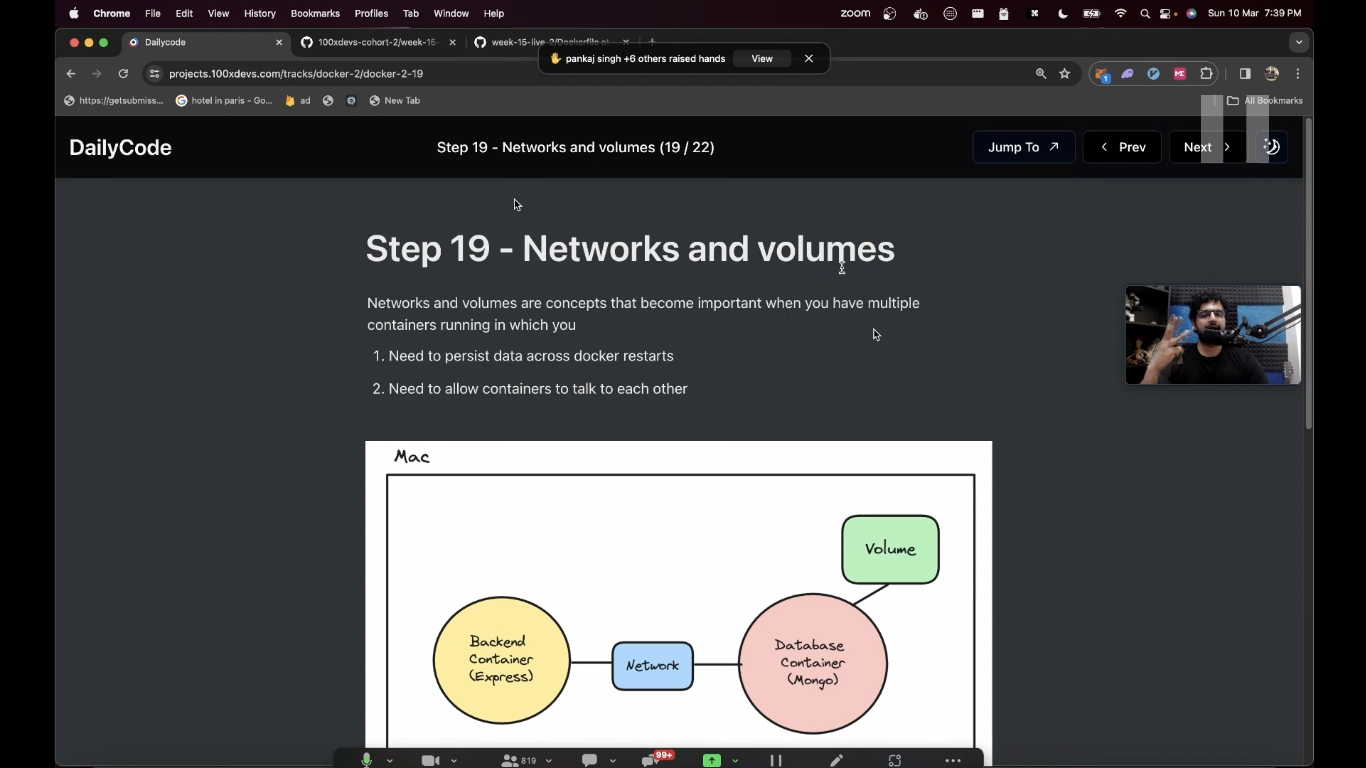 Chrome File Edit View History Bookmarks Profiles Tab Window Help zoom Sun 10 Mar 7:39 PM
Dailycode 100xdevs-cohort-2/week-15- week-15-live-2/Dockerfile at
pankaj singh +6 others raised hands View
projects.100xdevs.com/tracks/docker-2/docker-2-19
https://getsubmiss... hotel in paris - Go... ad New Tab All Bookmarks
DailyCode Step 19 - Networks and volumes (19 / 22) Jump To Prev Next
Step 19 - Networks and volumes
Networks and volumes are concepts that become important when you have multiple
containers running in which you
1. Need to persist data across docker restarts
2. Need to allow containers to talk to each other
Mac
Volume
Backend
Container
(Express)
Network
Database
Container
(Mongo)
819 99+